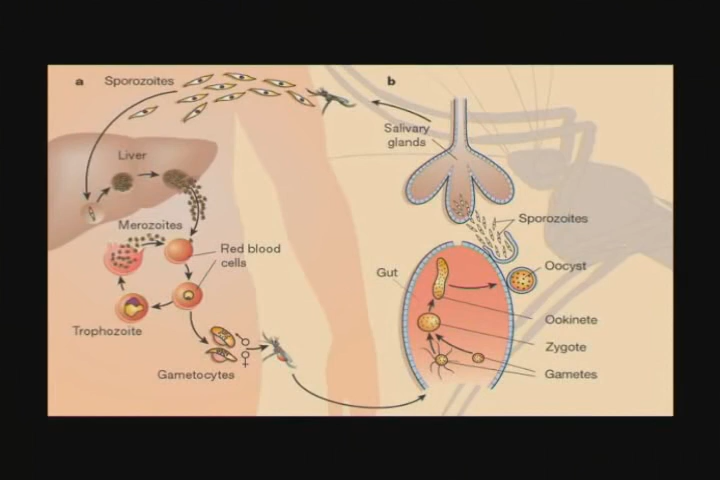 a
Sporozoites
b
Salivary
glands
Liver
Merozoites
Red blood
cells
Sporozoites
Gut
Oocyst
Trophozoite
Ookinete
Zygote
Gametocytes
Gametes